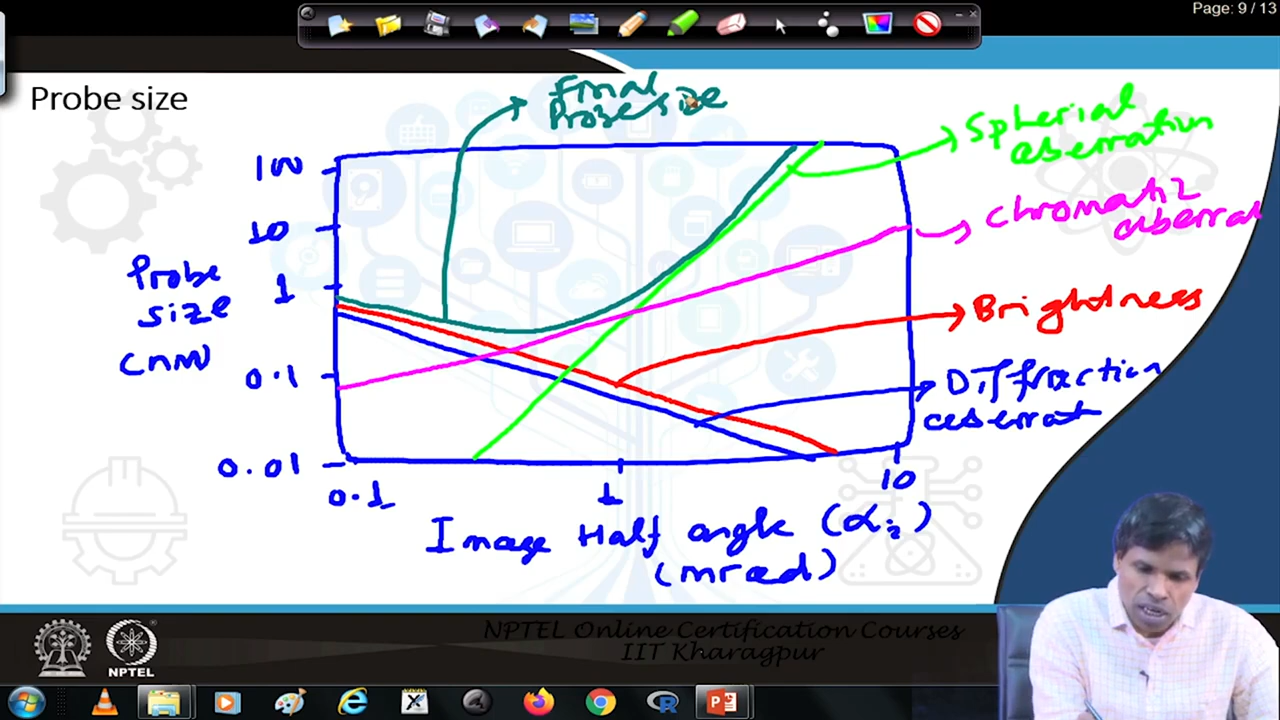 Page: 9 / 13
Probe size
Final
Probe size
Spherial
aberration
chromatic
aberrat
Brightness
Diffraction
aberrat
Probe
size
(nm)
100
10
1
0.1
0.01
0.1
1
10
Image Half angle (αi)
(mrad)
NPTEL Online Certification Courses
IIT Kharagpur
NPTEL